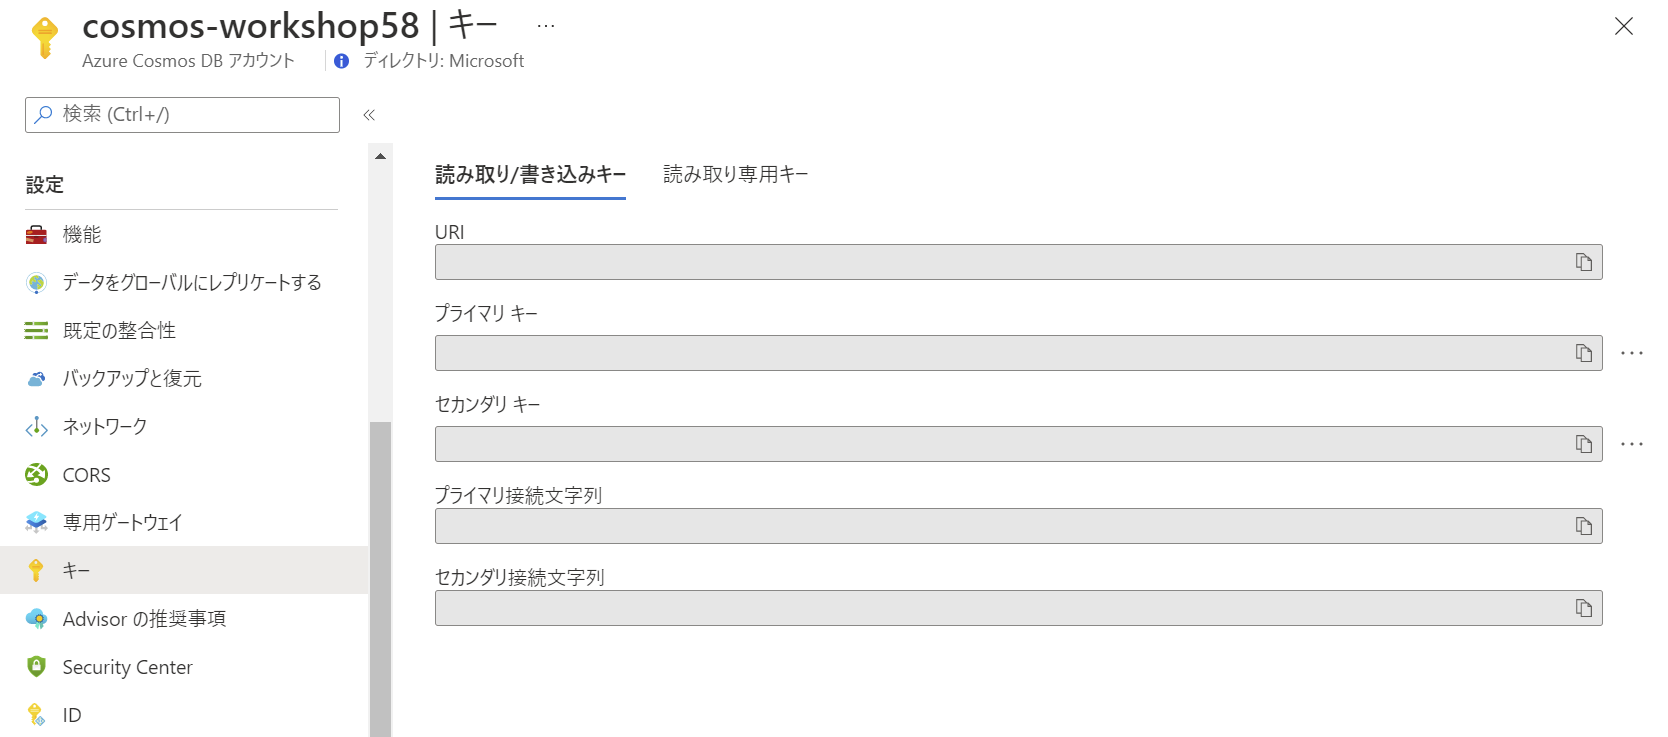 cosmos-workshop58 | キー ...
Azure Cosmos DB アカウント ディレクトリ: Microsoft
検索 (Ctrl+/) «
設定
機能
データをグローバルにレプリケートする
既定の整合性
バックアップと復元
ネットワーク
CORS
専用ゲートウェイ
キー
Advisor の推奨事項
Security Center
ID
読み取り/書き込みキー 読み取り専用キー
URI
プライマリ キー
...
セカンダリ キー
...
プライマリ接続文字列
セカンダリ接続文字列